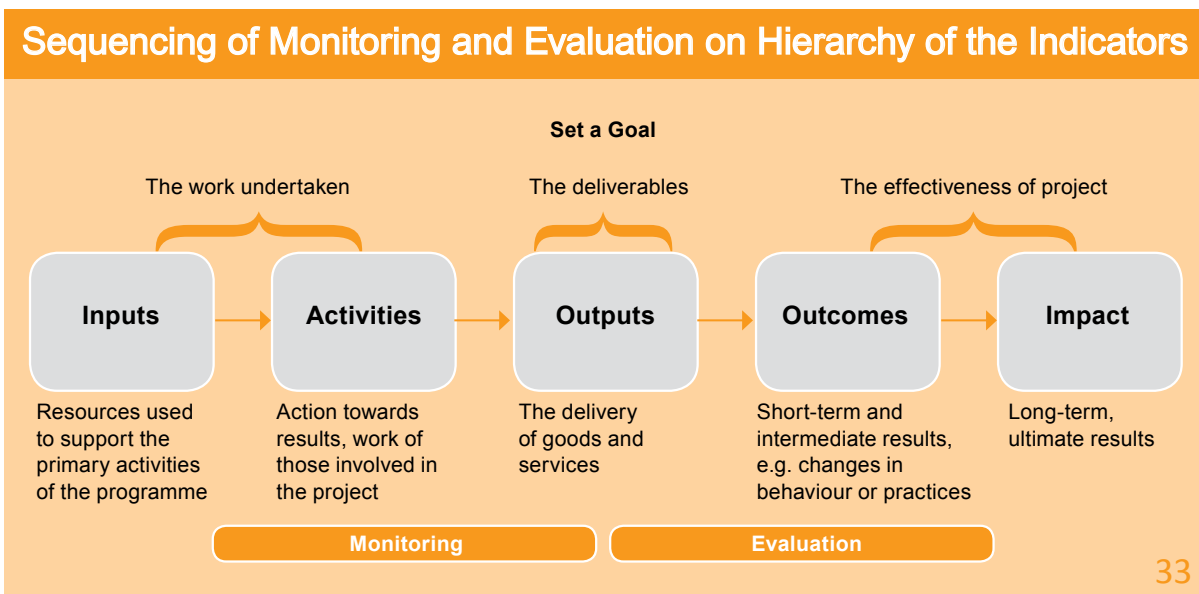 Sequencing of Monitoring and Evaluation on Hierarchy of the Indicators
Set a Goal
The work undertaken
The deliverables
The effectiveness of project
Inputs
Activities
Outputs
Outcomes
Impact
Resources used
to support the
primary activities
of the programme
Action towards
results, work of
those involved in
the project
The delivery
of goods and
services
Short-term and
intermediate results,
e.g. changes in
behaviour or practices
Long-term,
ultimate results
Monitoring
Evaluation
33